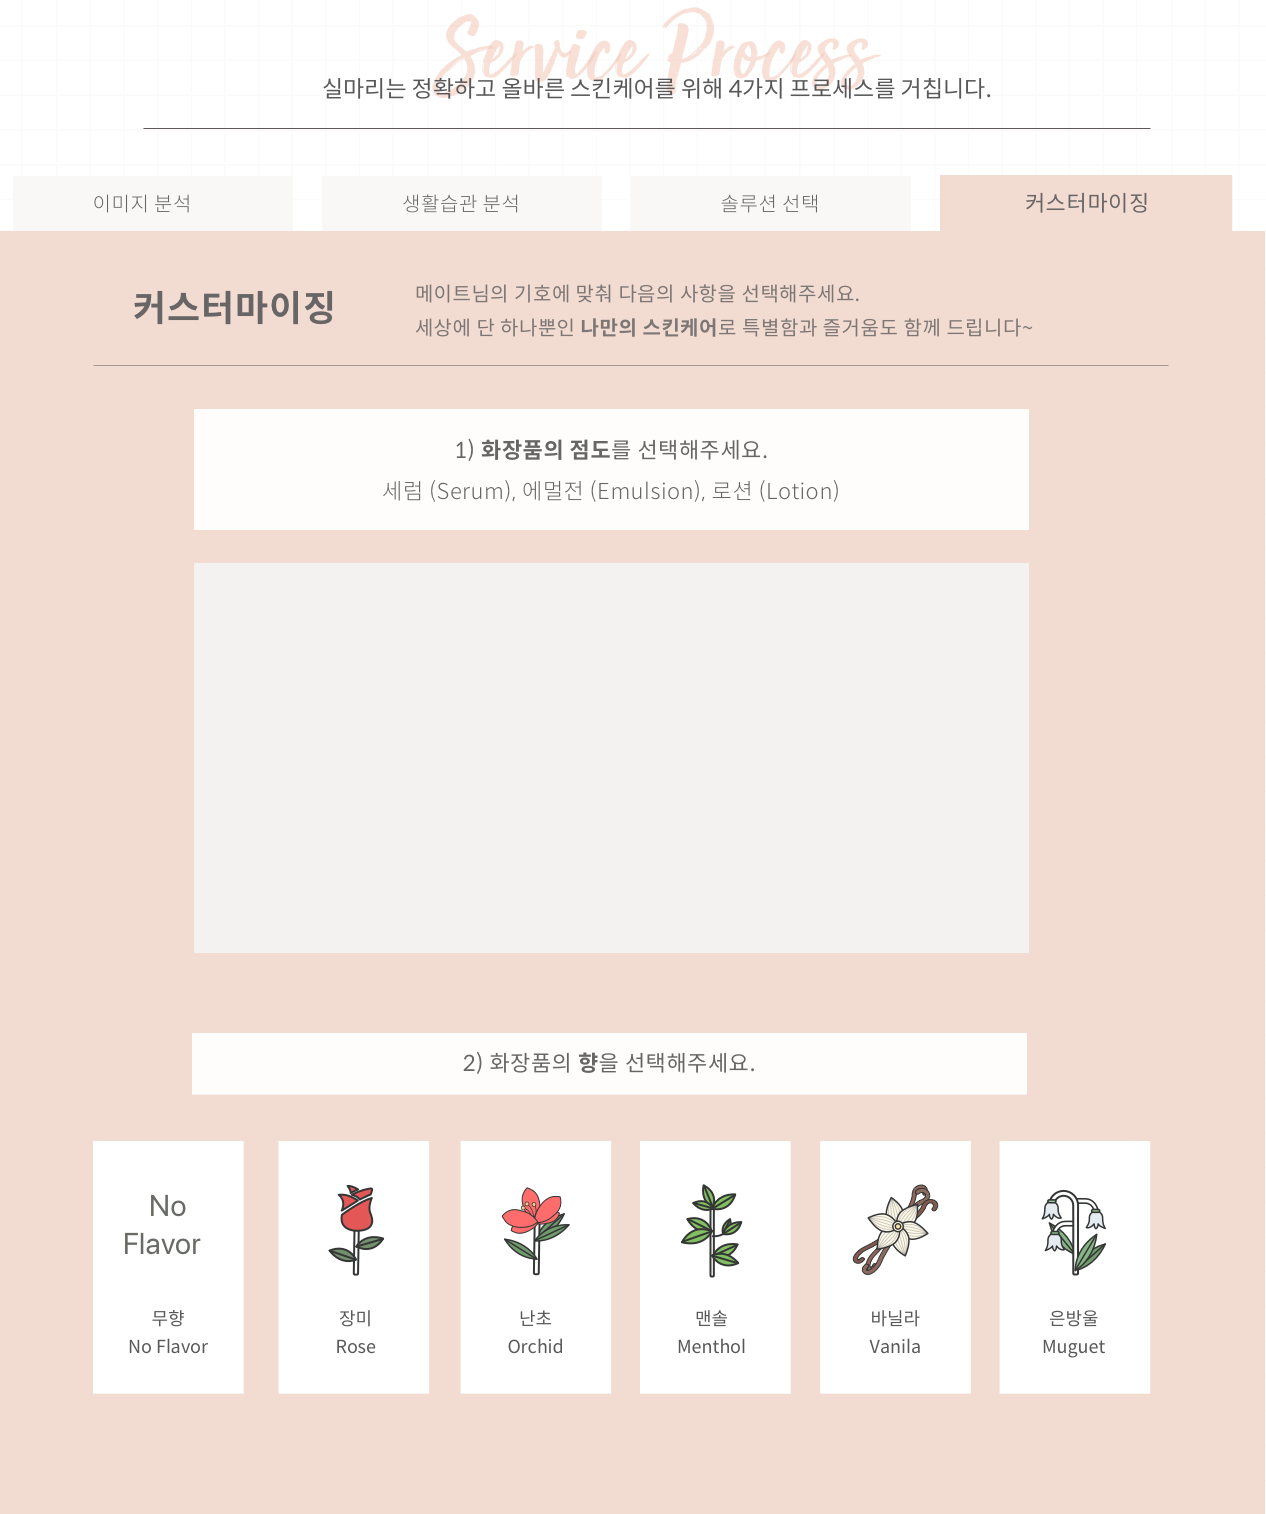 Service Process
실마리는 정확하고 올바른 스킨케어를 위해 4가지 프로세스를 거칩니다.
이미지 분석
생활습관 분석
솔루션 선택
커스터마이징
커스터마이징
메이트님의 기호에 맞춰 다음의 사항을 선택해주세요.
세상에 단 하나뿐인 나만의 스킨케어로 특별함과 즐거움도 함께 드립니다~
1) 화장품의 점도를 선택해주세요.
세럼 (Serum), 에멀전 (Emulsion), 로션 (Lotion)
2) 화장품의 향을 선택해주세요.
No
Flavor
무향
No Flavor
장미
Rose
난초
Orchid
맨솔
Menthol
바닐라
Vanila
은방울
Muguet